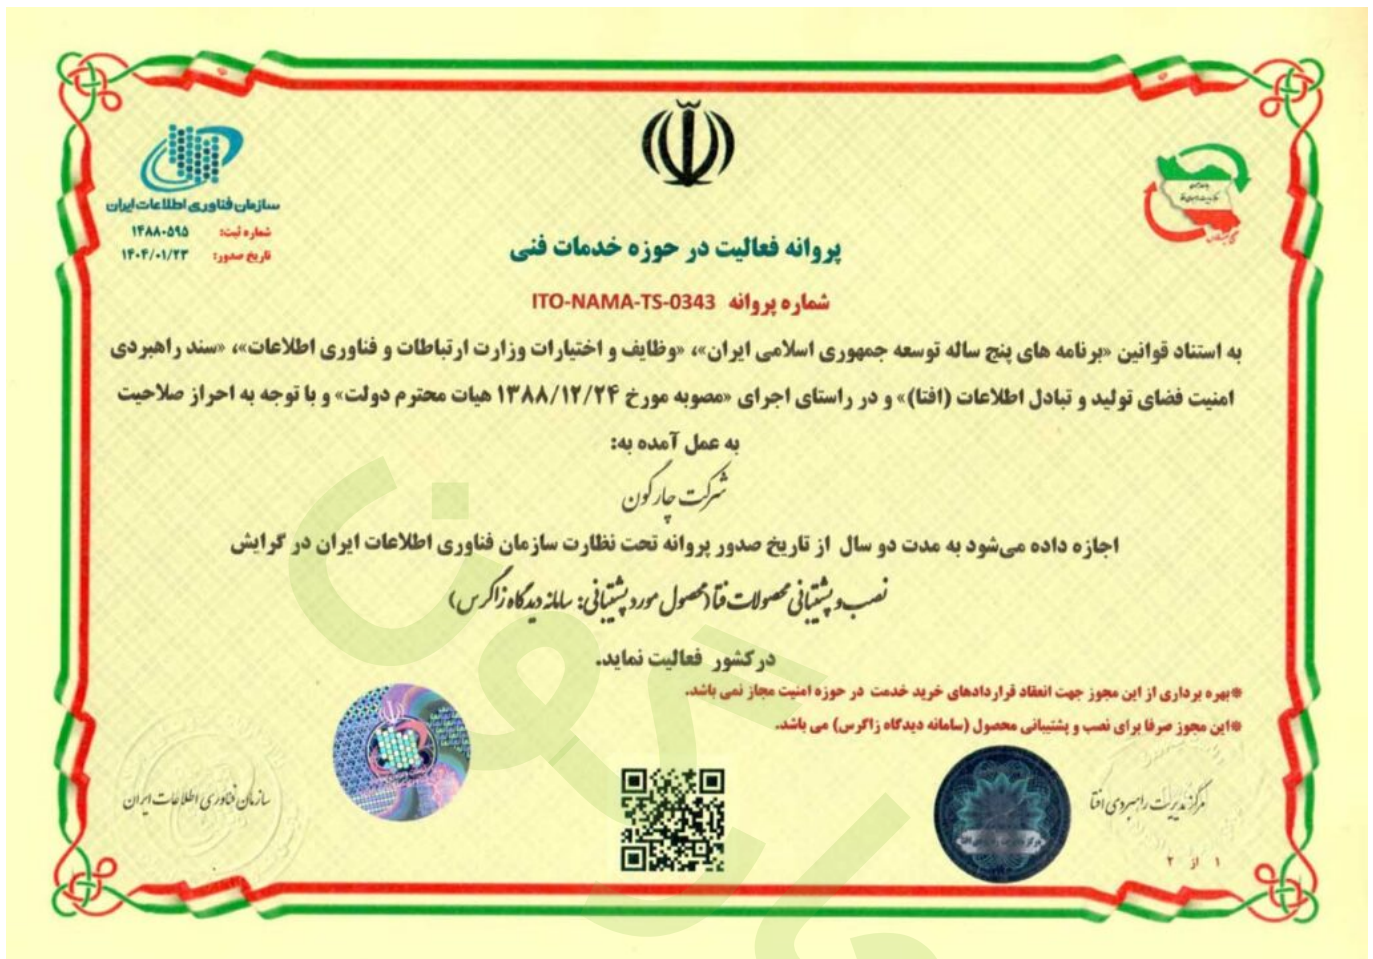 سازمان فناوری اطلاعات ایران
شماره ثبت: ۱۴۸۸۰۵۹۵
تاریخ صدور: ۱۴۰۴/۰۱/۲۳
پروانه فعالیت در حوزه خدمات فنی
شماره پروانه ITO-NAMA-TS-0343
به استناد قوانین «برنامه های پنج ساله توسعه جمهوری اسلامی ایران»، «وظایف و اختیارات وزارت ارتباطات و فناوری اطلاعات»، «سند راهبردی
امنیت فضای تولید و تبادل اطلاعات (افتا)» و در راستای اجرای «مصوبه مورخ ۱۳۸۸/۱۲/۲۴ هیات محترم دولت» و با توجه به احراز صلاحیت
به عمل آمده به:
شرکت چارگون
اجازه داده می‌شود به مدت دو سال از تاریخ صدور پروانه تحت نظارت سازمان فناوری اطلاعات ایران در گرایش
نصب و پشتیبانی محصولات فتا (محصول مورد پشتیبانی: سامانه دیدگاه زاگرس)
در کشور فعالیت نماید.
*بهره برداری از این مجوز جهت انعقاد قراردادهای خرید خدمت در حوزه امنیت مجاز نمی باشد.
*این مجوز صرفا برای نصب و پشتیبانی محصول (سامانه دیدگاه زاگرس) می باشد.
مرکز مدیریت راهبردی افتا
سازمان فناوری اطلاعات ایران
۱ از ۲
چارگون